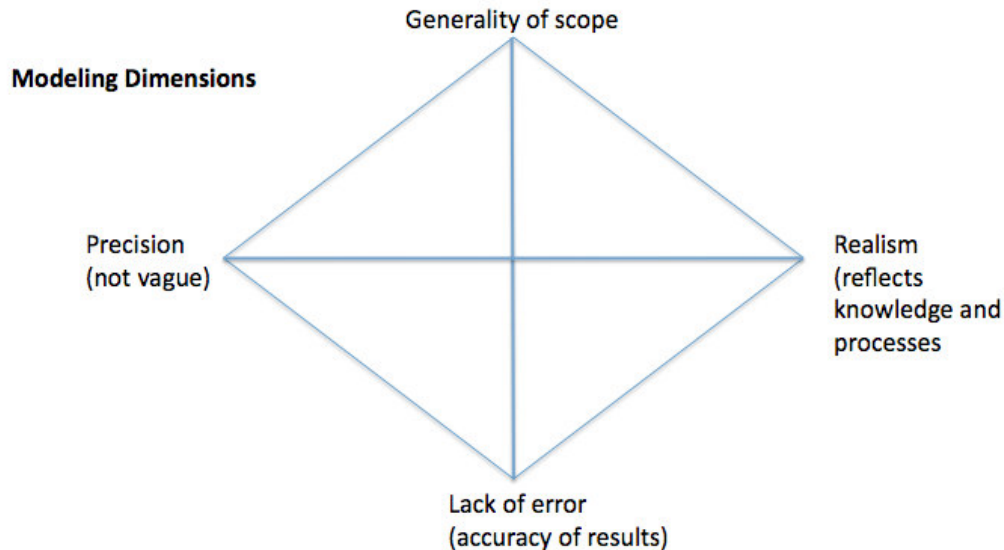 Generality of scope
Modeling Dimensions
Precision
(not vague)
Realism
(reflects
knowledge and
processes
Lack of error
(accuracy of results)